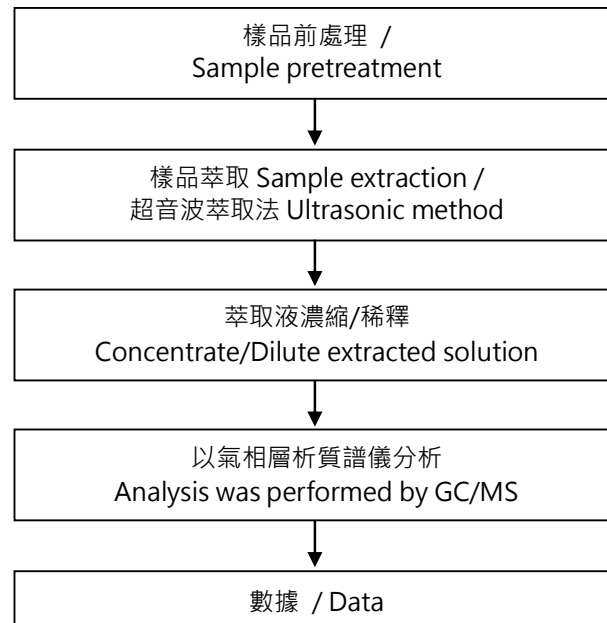 樣品前處理 /
Sample pretreatment
樣品萃取 Sample extraction /
超音波萃取法 Ultrasonic method
萃取液濃縮/稀釋
Concentrate/Dilute extracted solution
以氣相層析質譜儀分析
Analysis was performed by GC/MS
數據 / Data